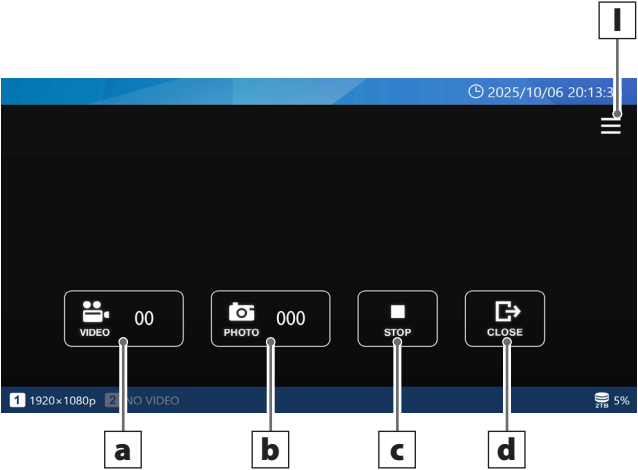 l
2025/10/06 20:13:3
VIDEO 00
PHOTO 000
STOP
CLOSE
1 1920×1080p 2 NO VIDEO
2TB 5%
a b c d